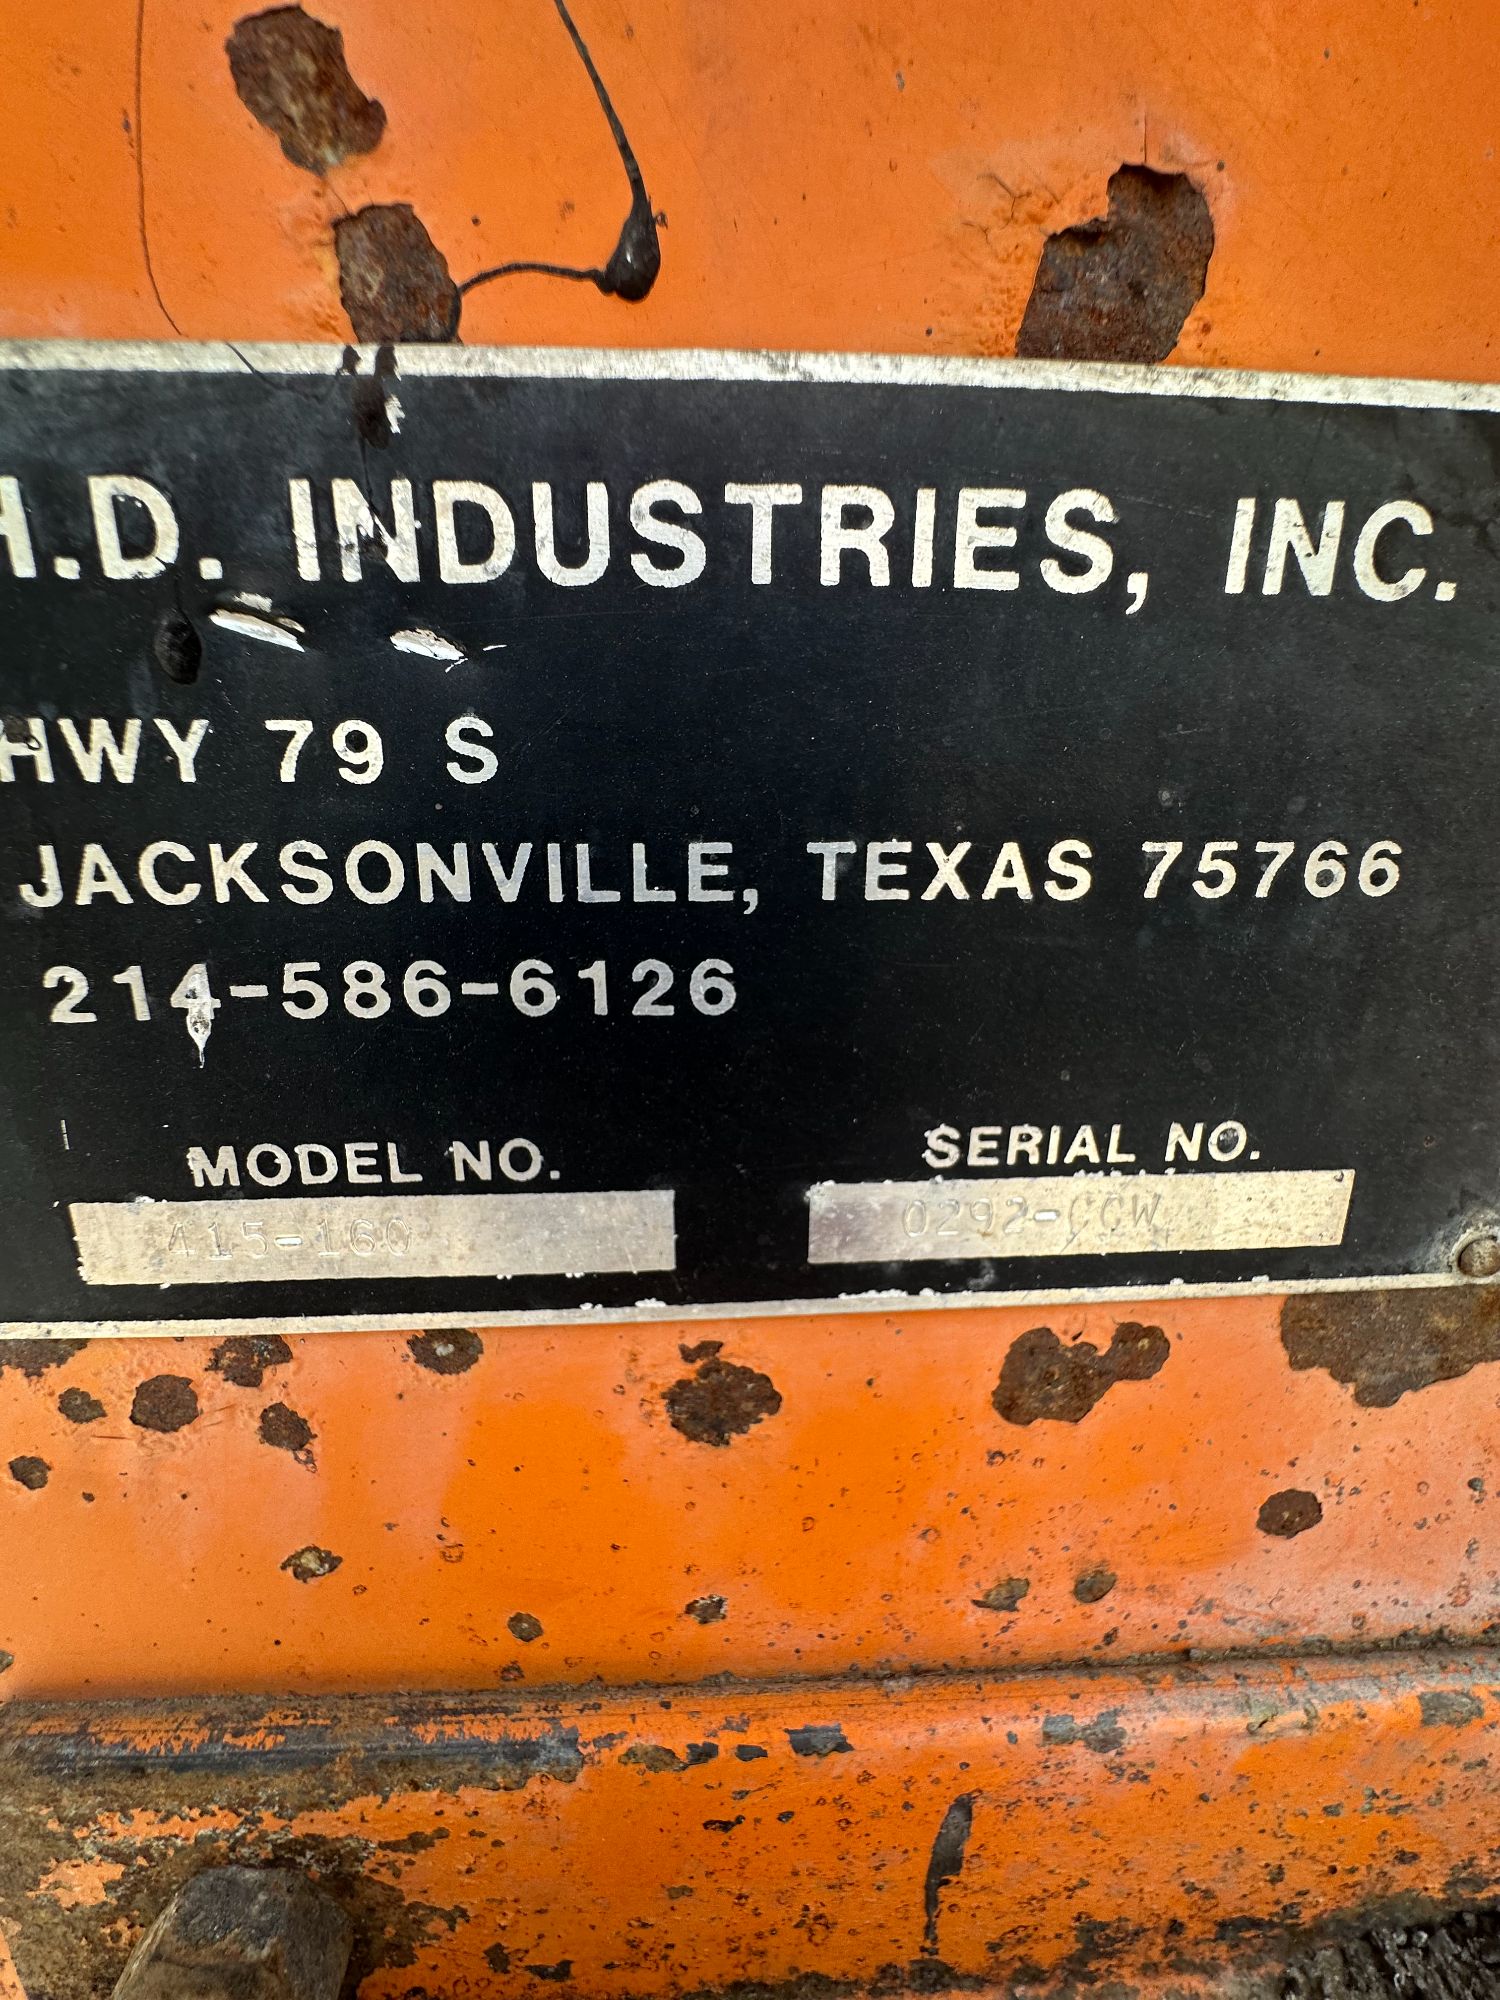 H.D. INDUSTRIES, INC.
HWY 79 S
JACKSONVILLE, TEXAS 75766
214-586-6126
MODEL NO. SERIAL NO.
415-160 0292-CCW